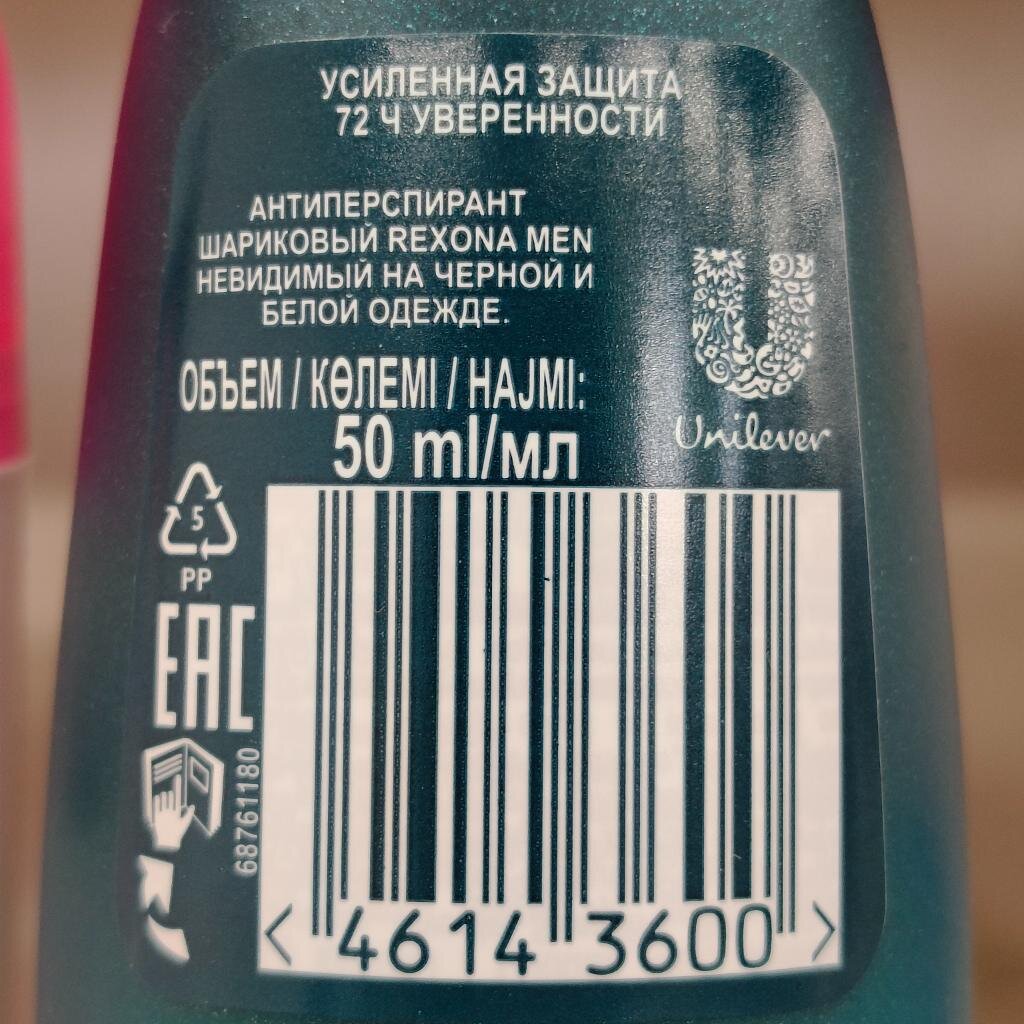 УСИЛЕННАЯ ЗАЩИТА
72 Ч УВЕРЕННОСТИ
АНТИПЕРСПИРАНТ
ШАРИКОВЫЙ REXONA MEN
НЕВИДИМЫЙ НА ЧЕРНОЙ И
БЕЛОЙ ОДЕЖДЕ.
Unilever
ОБЪЕМ / КӨЛЕМІ / HAJMI:
50 ml/мл
5
PP
EAC
68761180
< 4614 3600 >